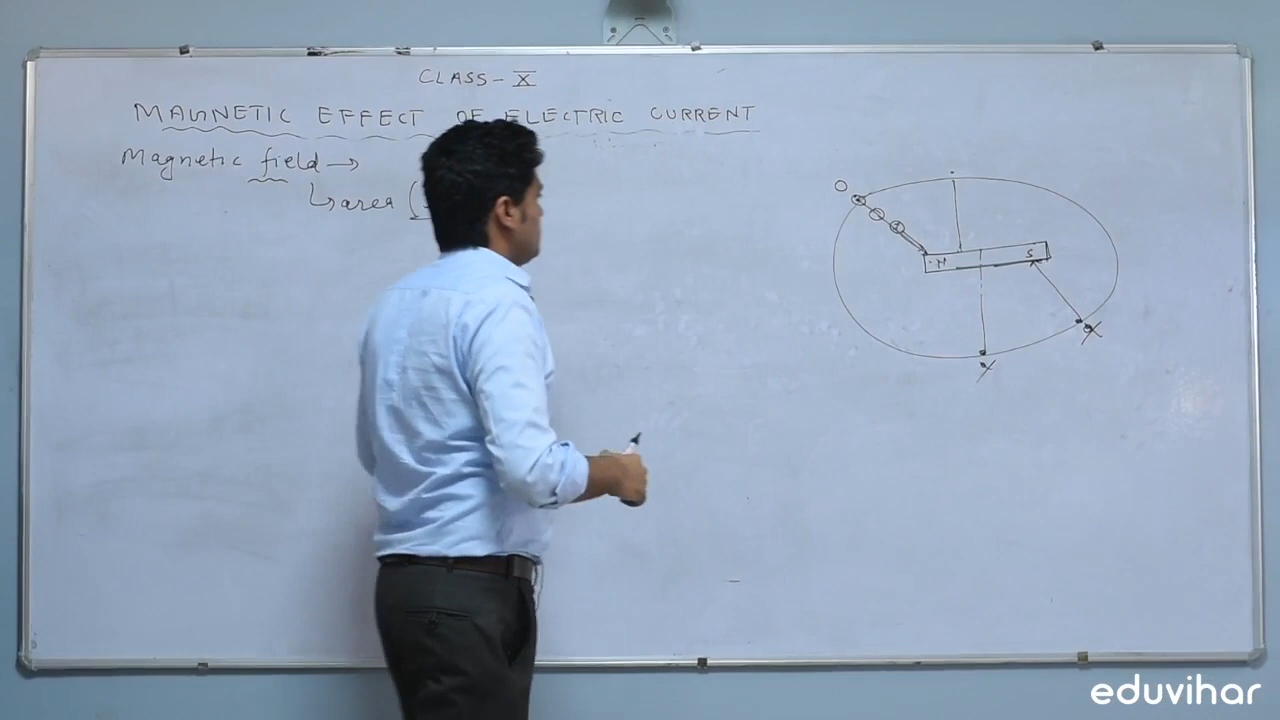 CLASS - X
MAGNETIC EFFECT OF ELECTRIC CURRENT
Magnetic field →
↳ area (
N
S
eduvihar